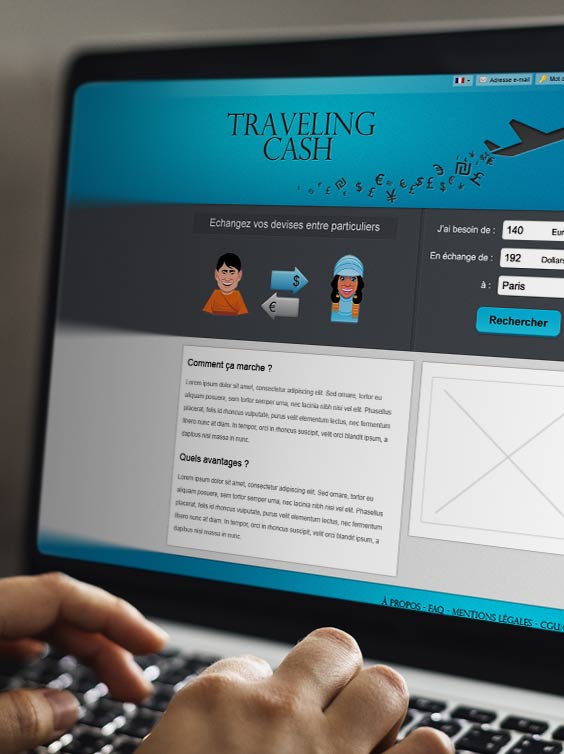 Adresse e-mail
TRAVELING
CASH
Echangez vos devises entre particuliers
$
€
J'ai besoin de : 140
En échange de : 192 Dollars
à : Paris
Rechercher
Comment ça marche ?
Lorem ipsum dolor sit amet, consectetur adipiscing elit. Sed ornare, tortor eu
aliquam posuere, sem tortor semper urna, nec lacinia nibh nisi vel elit. Phasellus
placerat, felis id rhoncus vulputate, purus velit elementum lectus, nec fermentum
libero nunc at diam. In tempor, orci in rhoncus suscipit, velit orci blandit ipsum, a
dapibus nisl massa in nunc.
Quels avantages ?
Lorem ipsum dolor sit amet, consectetur adipiscing elit. Sed ornare, tortor eu
aliquam posuere, sem tortor semper urna, nec lacinia nibh nisi vel elit. Phasellus
placerat, felis id rhoncus vulputate, purus velit elementum lectus, nec fermentum
libero nunc at diam. In tempor, orci in rhoncus suscipit, velit orci blandit ipsum, a
dapibus nisl massa in nunc.
À PROPOS - FAQ - MENTIONS LÉGALES - CGU